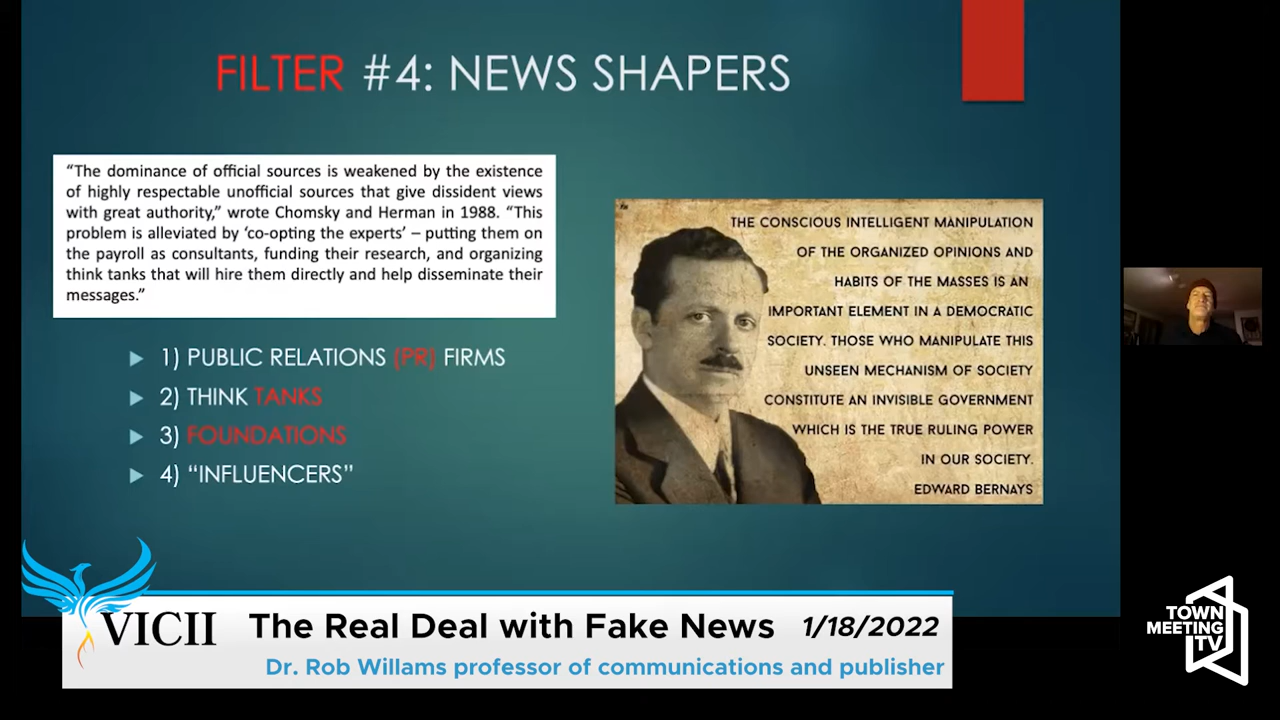 FILTER #4: NEWS SHAPERS
“The dominance of official sources is weakened by the existence
of highly respectable unofficial sources that give dissident views
with great authority,” wrote Chomsky and Herman in 1988. “This
problem is alleviated by ‘co-opting the experts’ – putting them on
the payroll as consultants, funding their research, and organizing
think tanks that will hire them directly and help disseminate their
messages.”
1) PUBLIC RELATIONS (PR) FIRMS
2) THINK TANKS
3) FOUNDATIONS
4) “INFLUENCERS”
THE CONSCIOUS INTELLIGENT MANIPULATION
OF THE ORGANIZED OPINIONS AND
HABITS OF THE MASSES IS AN
IMPORTANT ELEMENT IN A DEMOCRATIC
SOCIETY. THOSE WHO MANIPULATE THIS
UNSEEN MECHANISM OF SOCIETY
CONSTITUTE AN INVISIBLE GOVERNMENT
WHICH IS THE TRUE RULING POWER
IN OUR SOCIETY.
EDWARD BERNAYS
VICII
The Real Deal with Fake News 1/18/2022
Dr. Rob Willams professor of communications and publisher
TOWN
MEETING
TV